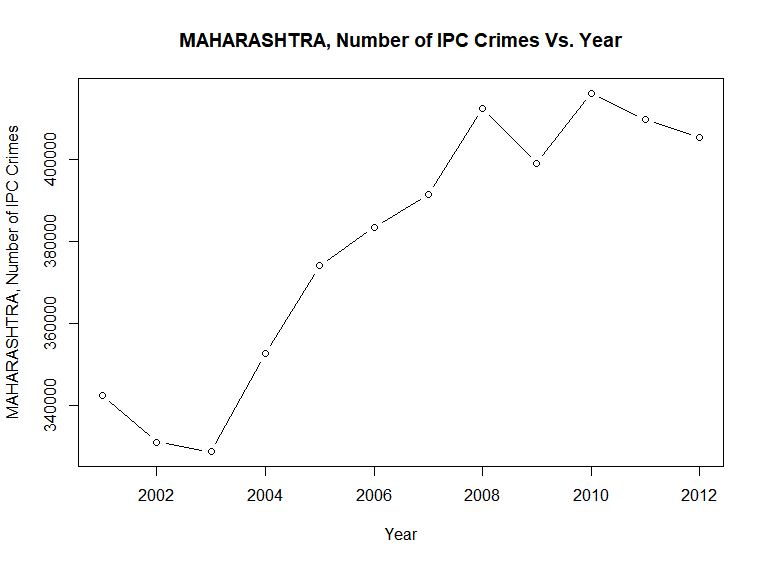 MAHARASHTRA, Number of IPC Crimes Vs. Year
MAHARASHTRA, Number of IPC Crimes
400000
380000
360000
340000
2002 2004 2006 2008 2010 2012
Year